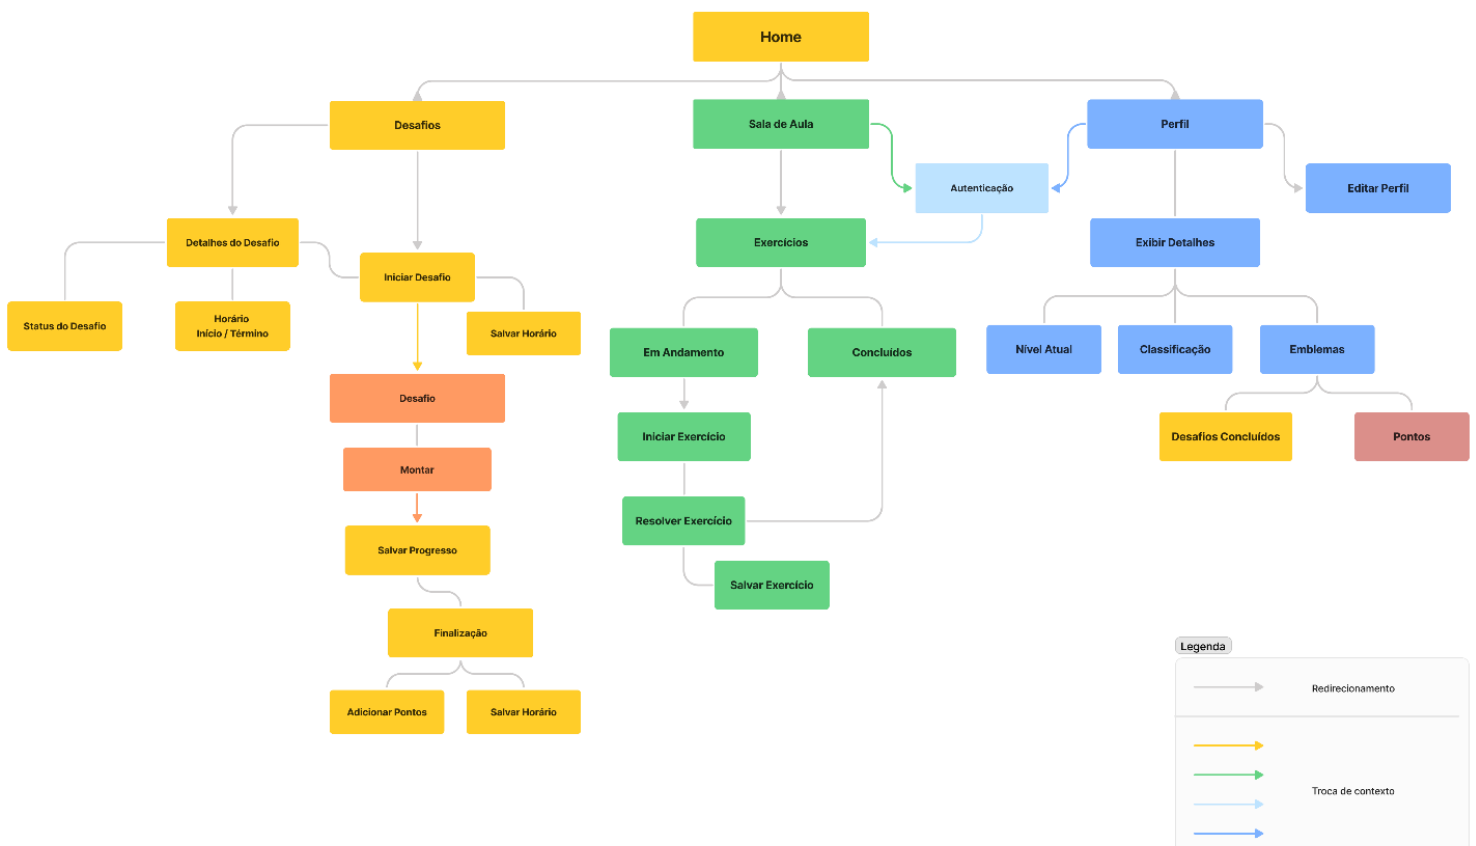 Home
Desafios
Sala de Aula
Perfil
Autenticação
Editar Perfil
Detalhes do Desafio
Exercícios
Exibir Detalhes
Iniciar Desafio
Status do Desafio
Horário
Início / Término
Salvar Horário
Em Andamento
Concluídos
Nível Atual
Classificação
Emblemas
Desafio
Iniciar Exercício
Desafios Concluídos
Pontos
Montar
Resolver Exercício
Salvar Progresso
Salvar Exercício
Finalização
Adicionar Pontos
Salvar Horário
Legenda
Redirecionamento
Troca de contexto